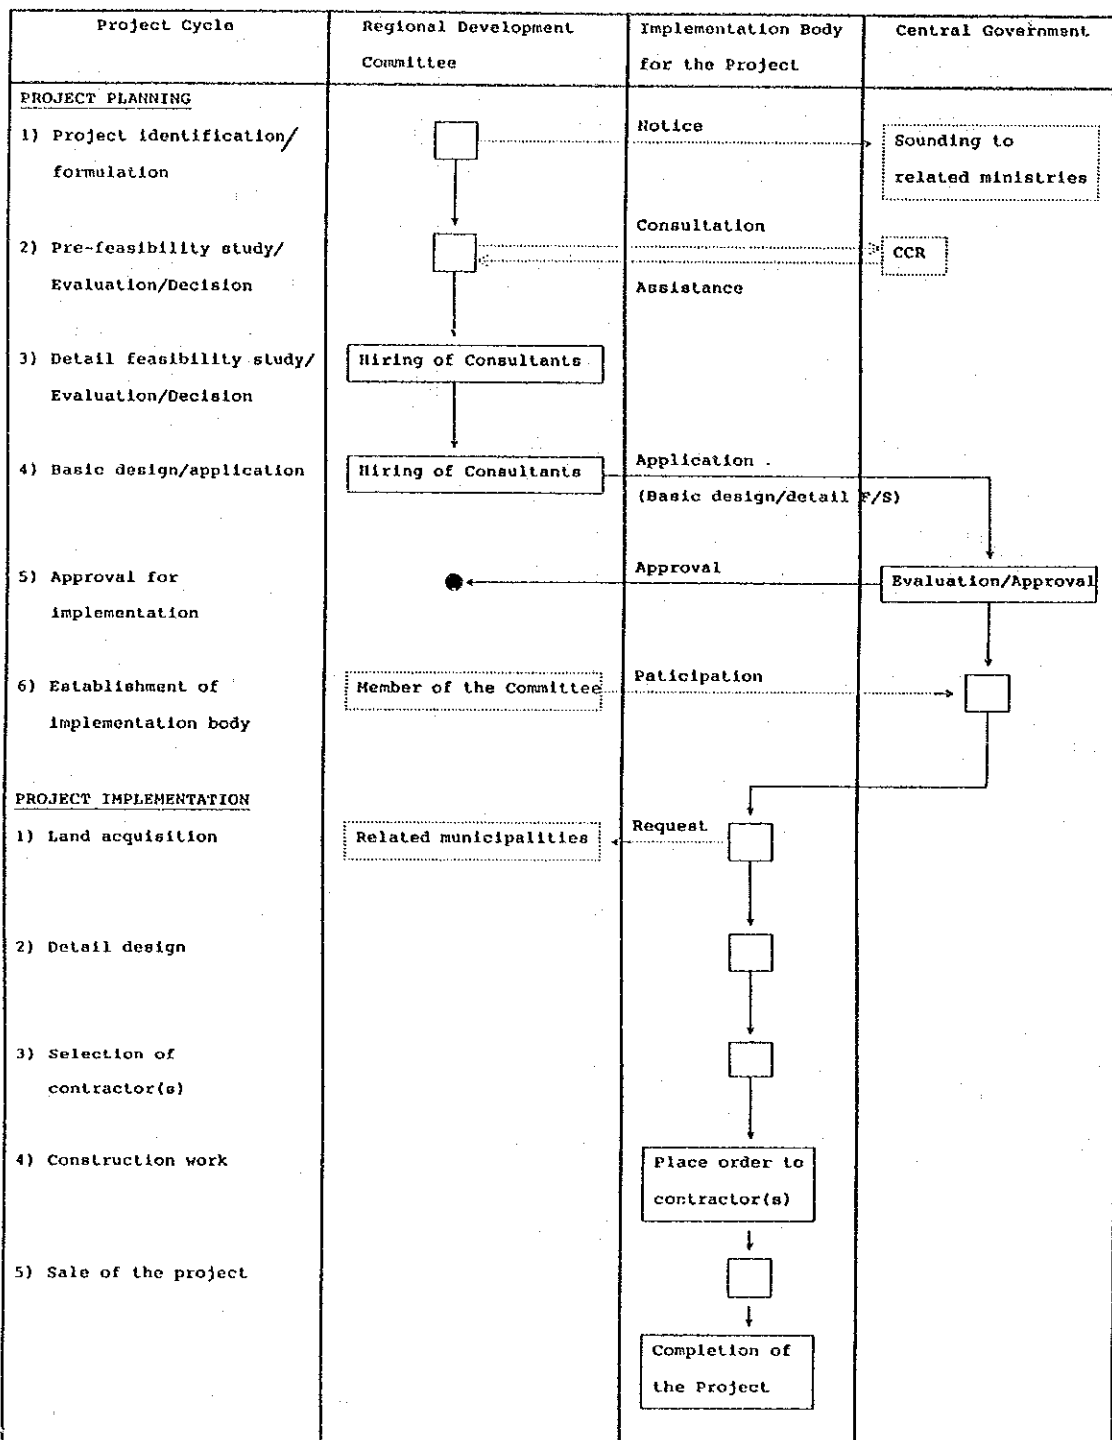 Project Cycle
Regional Development
Committee
Implementation Body
for the Project
Central Government
PROJECT PLANNING
1) Project identification/
formulation
Notice
Sounding to
related ministries
2) Pre-feasibility study/
Evaluation/Decision
Consultation
CCR
Assistance
3) Detail feasibility study/
Evaluation/Decision
Hiring of Consultants
4) Basic design/application
Hiring of Consultants
Application
(Basic design/detail F/S)
5) Approval for
implementation
Approval
Evaluation/Approval
6) Establishment of
implementation body
Member of the Committee
Paticipation
PROJECT IMPLEMENTATION
1) Land acquisition
Related municipalities
Request
2) Detail design
3) Selection of
contractor(s)
4) Construction work
Place order to
contractor(s)
5) Sale of the project
Completion of
the Project